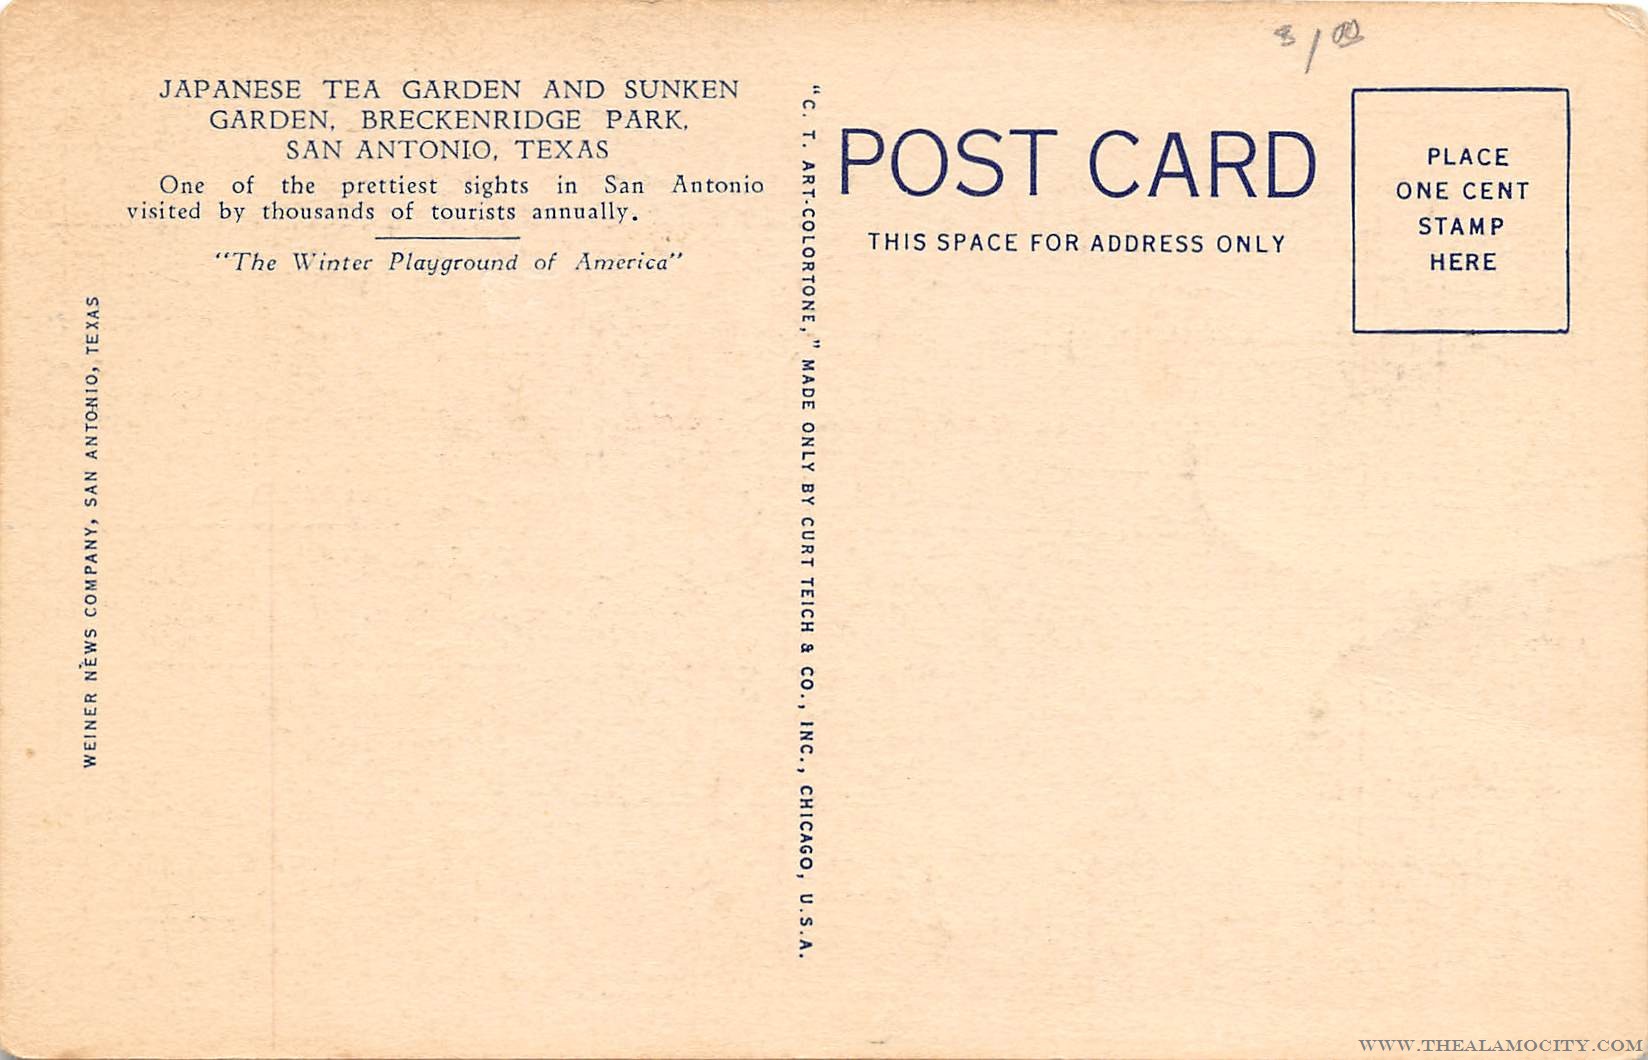 JAPANESE TEA GARDEN AND SUNKEN
GARDEN, BRECKENRIDGE PARK,
SAN ANTONIO, TEXAS
One of the prettiest sights in San Antonio
visited by thousands of tourists annually.
"The Winter Playground of America"
WEINER NEWS COMPANY, SAN ANTONIO, TEXAS
"C. T. ART-COLORTONE," MADE ONLY BY CURT TEICH & CO., INC., CHICAGO, U.S.A.
POST CARD
THIS SPACE FOR ADDRESS ONLY
PLACE
ONE CENT
STAMP
HERE
WWW.THEALAMOCITY.COM